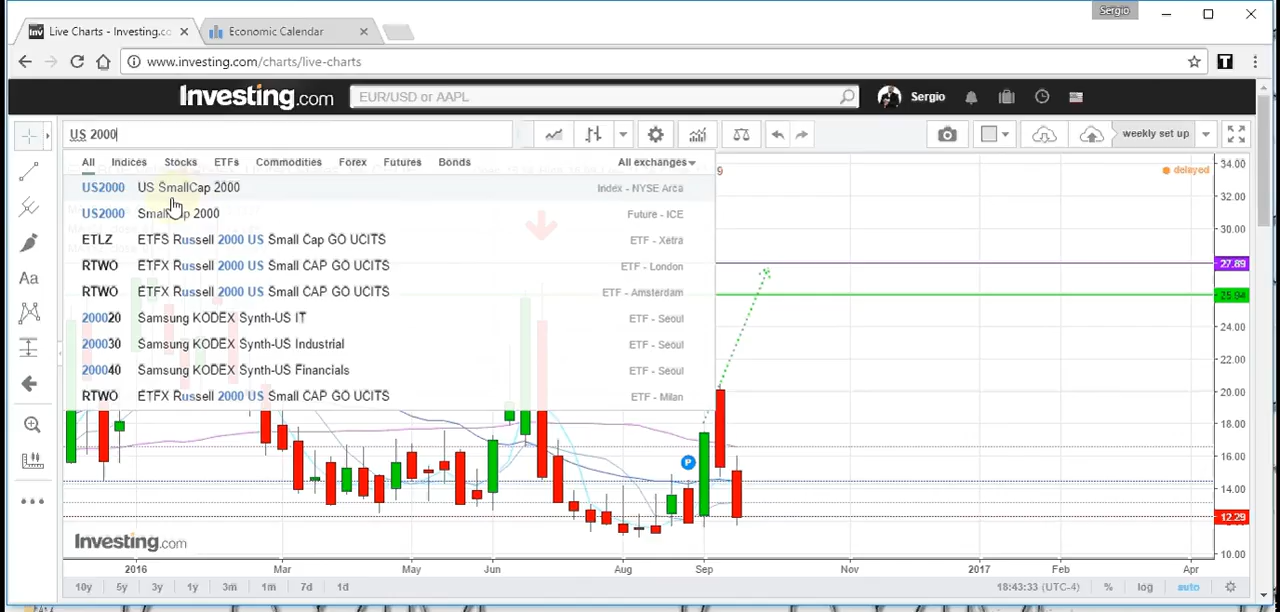 Sergio
Live Charts - Investing.co
Economic Calendar
www.investing.com/charts/live-charts
T
Investing.com
EUR/USD or AAPL
Sergio
US 2000
weekly set up
All Indices Stocks ETFs Commodities Forex Futures Bonds All exchanges
9
delayed
US2000 US SmallCap 2000 Index - NYSE Arca
US2000 SmallCap 2000 Future - ICE
ETLZ ETFS Russell 2000 US Small Cap GO UCITS ETF - Xetra
RTWO ETFX Russell 2000 US Small CAP GO UCITS ETF - London
RTWO ETFX Russell 2000 US Small CAP GO UCITS ETF - Amsterdam
200020 Samsung KODEX Synth-US IT ETF - Seoul
200030 Samsung KODEX Synth-US Industrial ETF - Seoul
200040 Samsung KODEX Synth-US Financials ETF - Seoul
RTWO ETFX Russell 2000 US Small CAP GO UCITS ETF - Milan
Aa
34.00
32.00
30.00
27.89
25.94
24.00
22.00
20.00
18.00
16.00
14.00
12.29
10.00
P
Investing.com
2016 Mar May Jun Aug Sep Nov 2017 Feb Apr
10y 5y 3y 1y 3m 1m 7d 1d 18:43:33 (UTC-4) % log auto